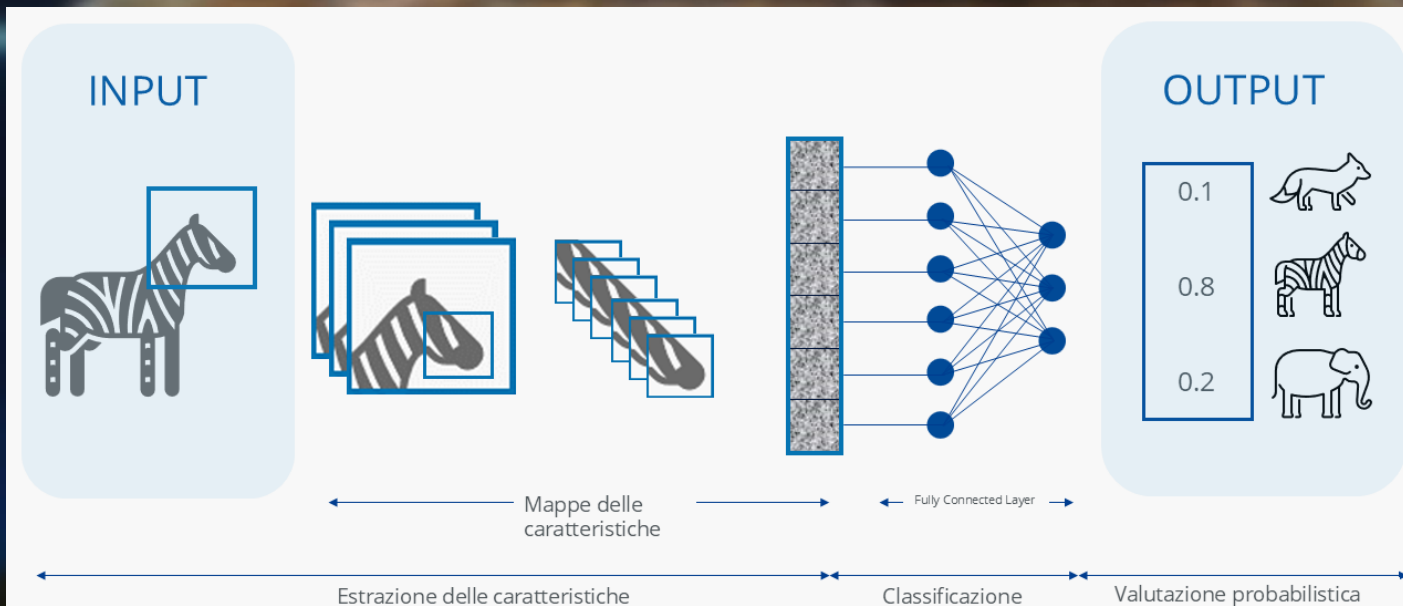 INPUT
OUTPUT
0.1
0.8
0.2
Mappe delle
caratteristiche
Fully Connected Layer
Estrazione delle caratteristiche
Classificazione
Valutazione probabilistica